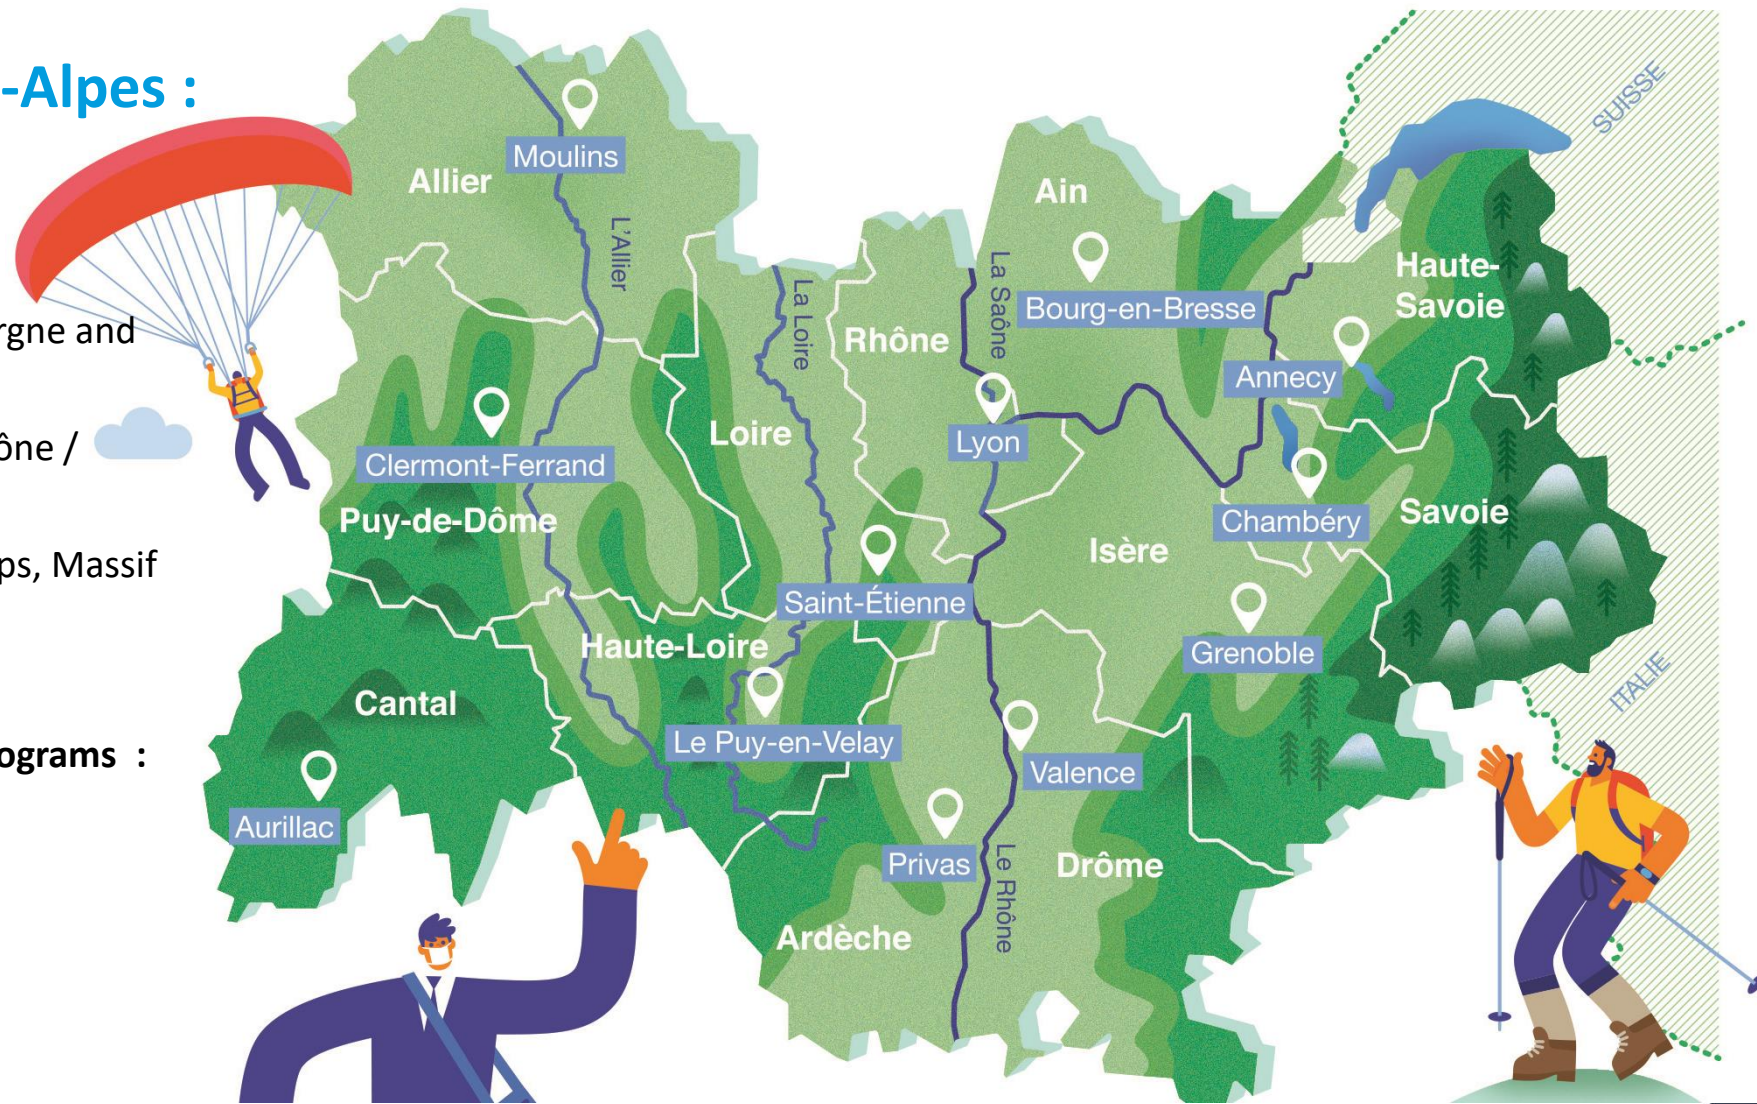 -Alpes :
rgne and
ône /
ps, Massif
ograms :
SUISSE
Moulins
Allier
Ain
L'Allier
La Saône
Haute-
Savoie
La Loire
Bourg-en-Bresse
Rhône
Annecy
Loire
Lyon
Clermont-Ferrand
Puy-de-Dôme
Chambéry
Savoie
Isère
Saint-Étienne
Haute-Loire
Grenoble
ITALIE
Cantal
Le Puy-en-Velay
Valence
Aurillac
Privas
Drôme
Le Rhône
Ardèche